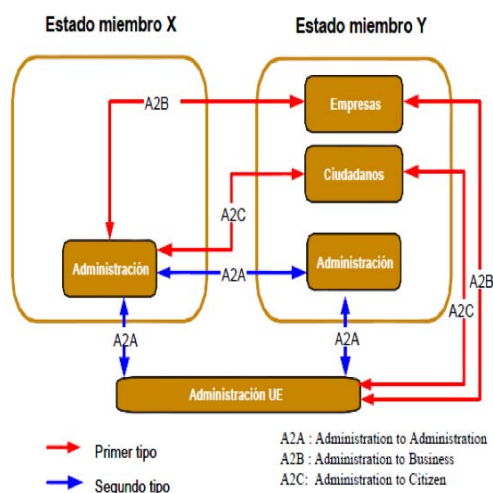 Estado miembro X
Estado miembro Y
Empresas
A2B
Ciudadanos
A2C
Administración
A2A
Administración
A2B
A2C
A2A
A2A
Administración UE
Primer tipo
Segundo tipo
A2A : Administration to Administration
A2B : Administration to Business
A2C: Administration to Citizen